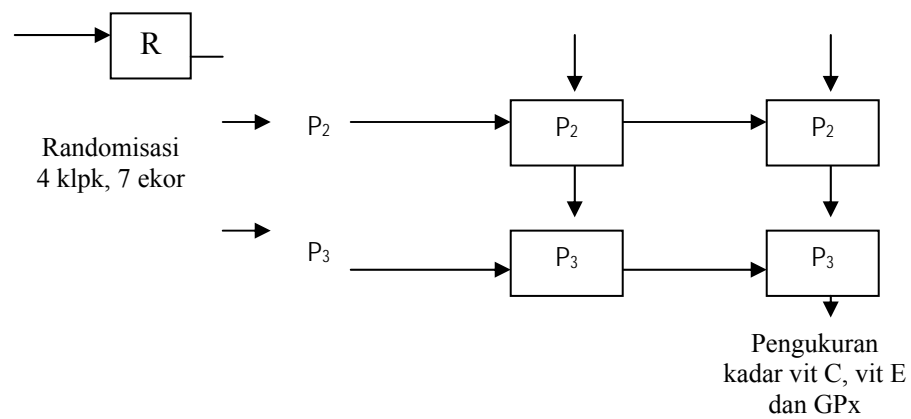 R
P₂
P₂
P₂
Randomisasi
4 klpk, 7 ekor
P₃
P₃
P₃
Pengukuran
kadar vit C, vit E
dan GPx